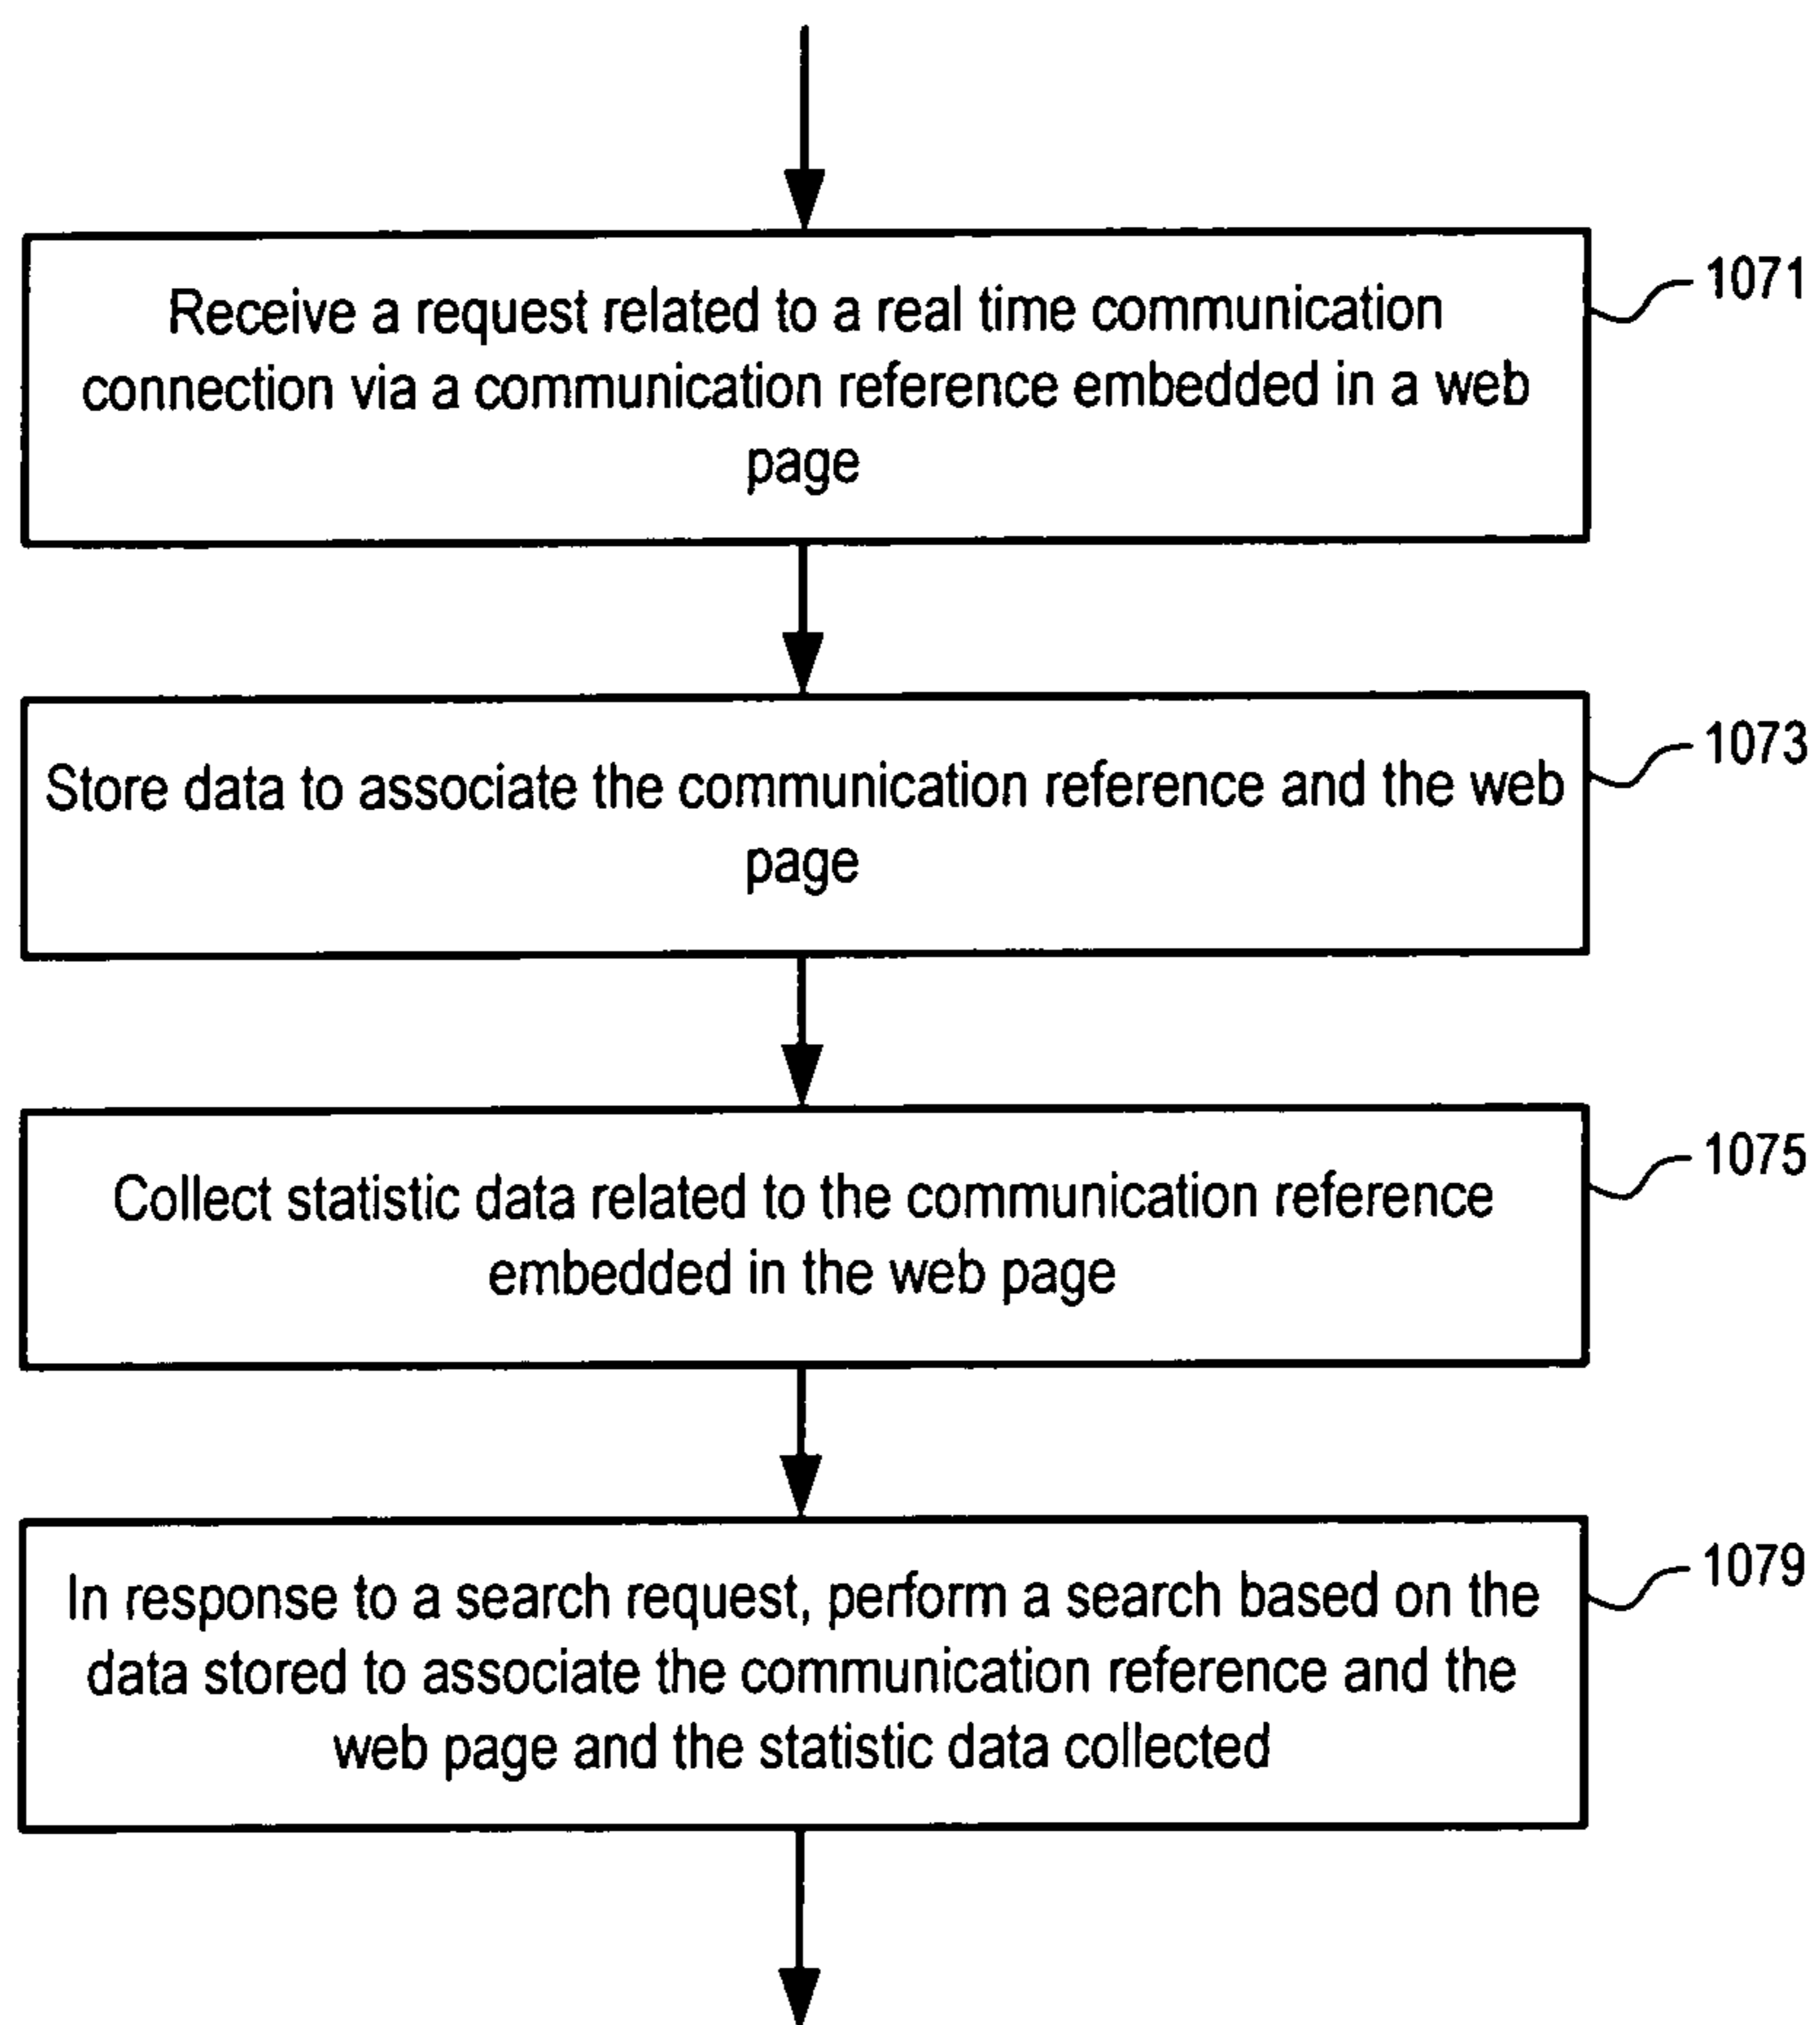 Receive a request related to a real time communication
connection via a communication reference embedded in a web
page
1071
Store data to associate the communication reference and the web
page
1073
Collect statistic data related to the communication reference
embedded in the web page
1075
In response to a search request, perform a search based on the
data stored to associate the communication reference and the
web page and the statistic data collected
1079